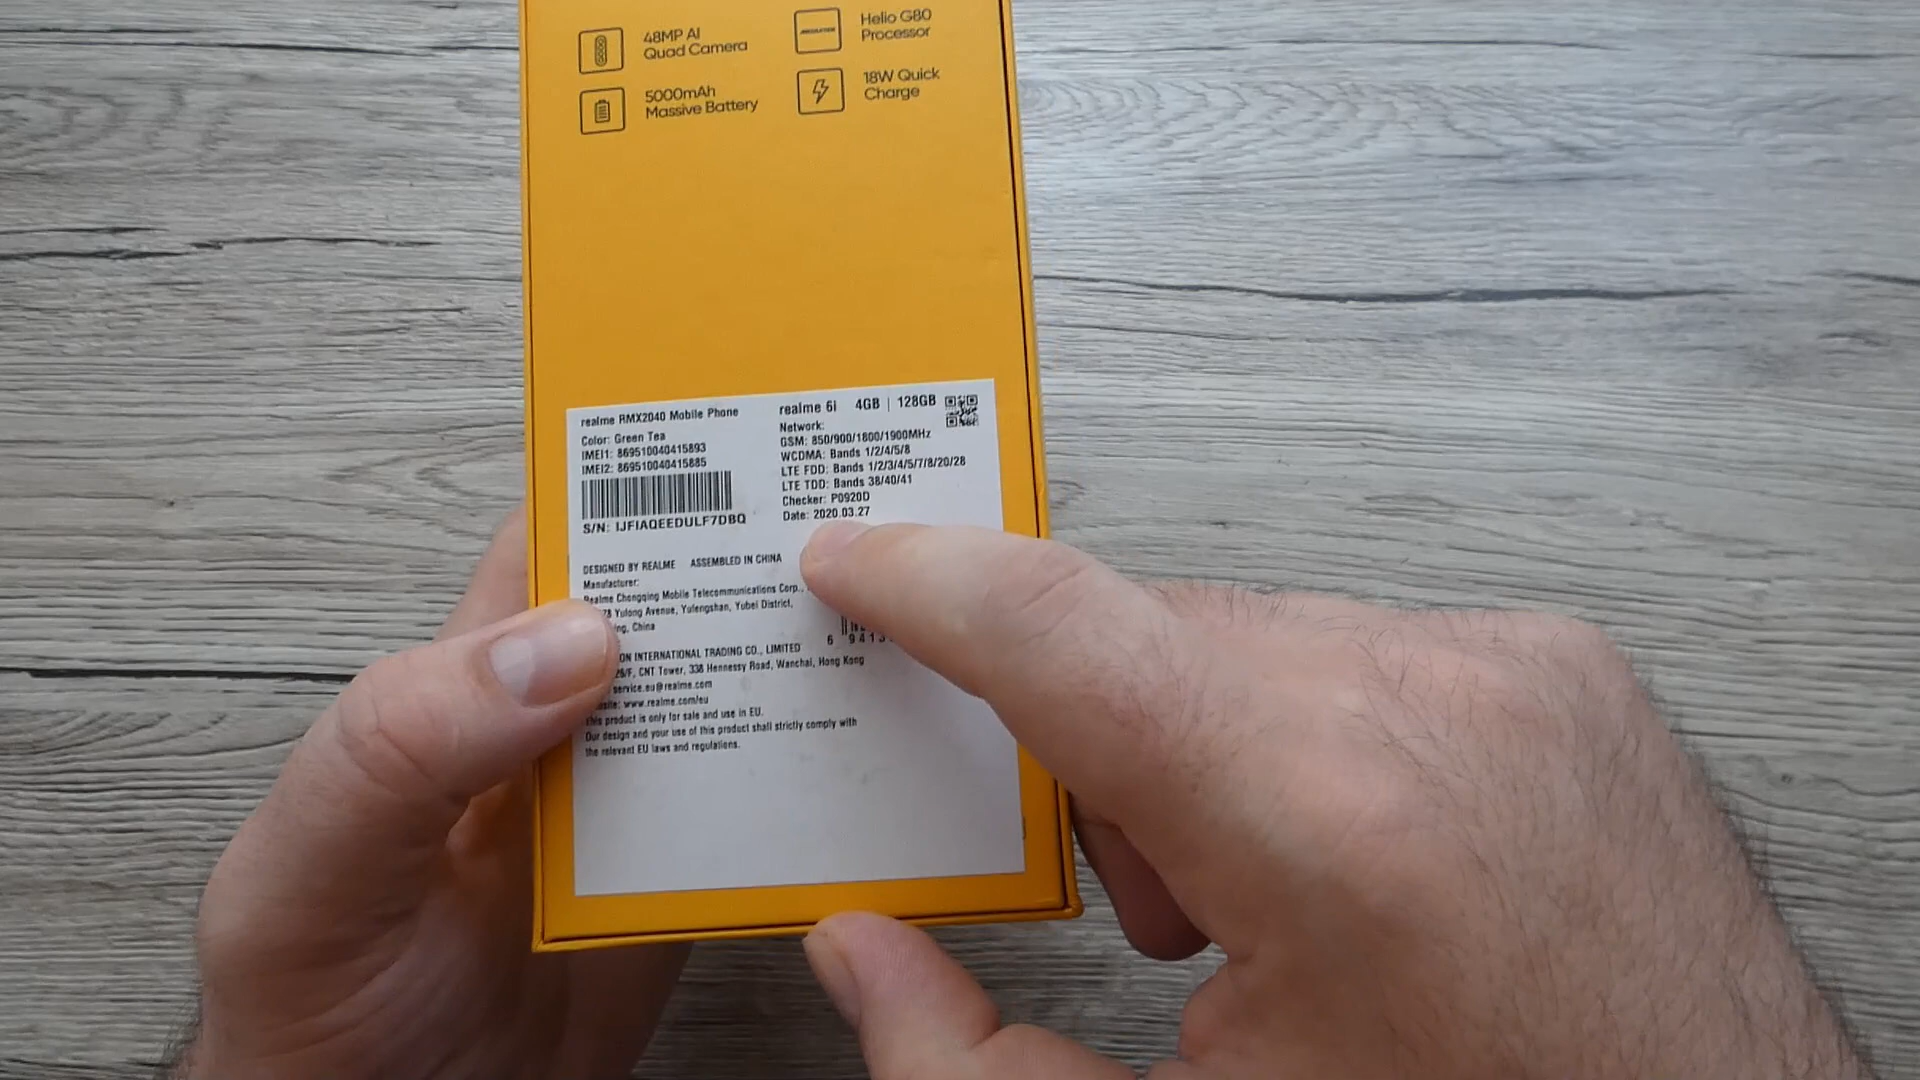 48MP AI
Quad Camera
Helio G80
Processor
5000mAh
Massive Battery
18W Quick
Charge
realme RMX2040 Mobile Phone
Color: Green Tea
IMEI1: 869510040415893
IMEI2: 869510040415885
S/N: IJFIAQEEDULF7DBQ
realme 6i 4GB | 128GB
Network:
GSM: 850/900/1800/1900MHz
WCDMA: Bands 1/2/4/5/8
LTE FDD: Bands 1/2/3/4/5/7/8/20/28
LTE TDD: Bands 38/40/41
Checker: P0920D
Date: 2020.03.27
DESIGNED BY REALME ASSEMBLED IN CHINA
Manufacturer:
Realme Chongqing Mobile Telecommunications Corp.,
78 Yulong Avenue, Yufengshan, Yubei District,
China
6 9413
INTERNATIONAL TRADING CO., LIMITED
CNT Tower, 338 Hennessy Road, Wanchai, Hong Kong
service.eu@realme.com
www.realme.com/eu
This product is only for sale and use in EU.
Our design and your use of this product shall strictly comply with
the relevant EU laws and regulations.